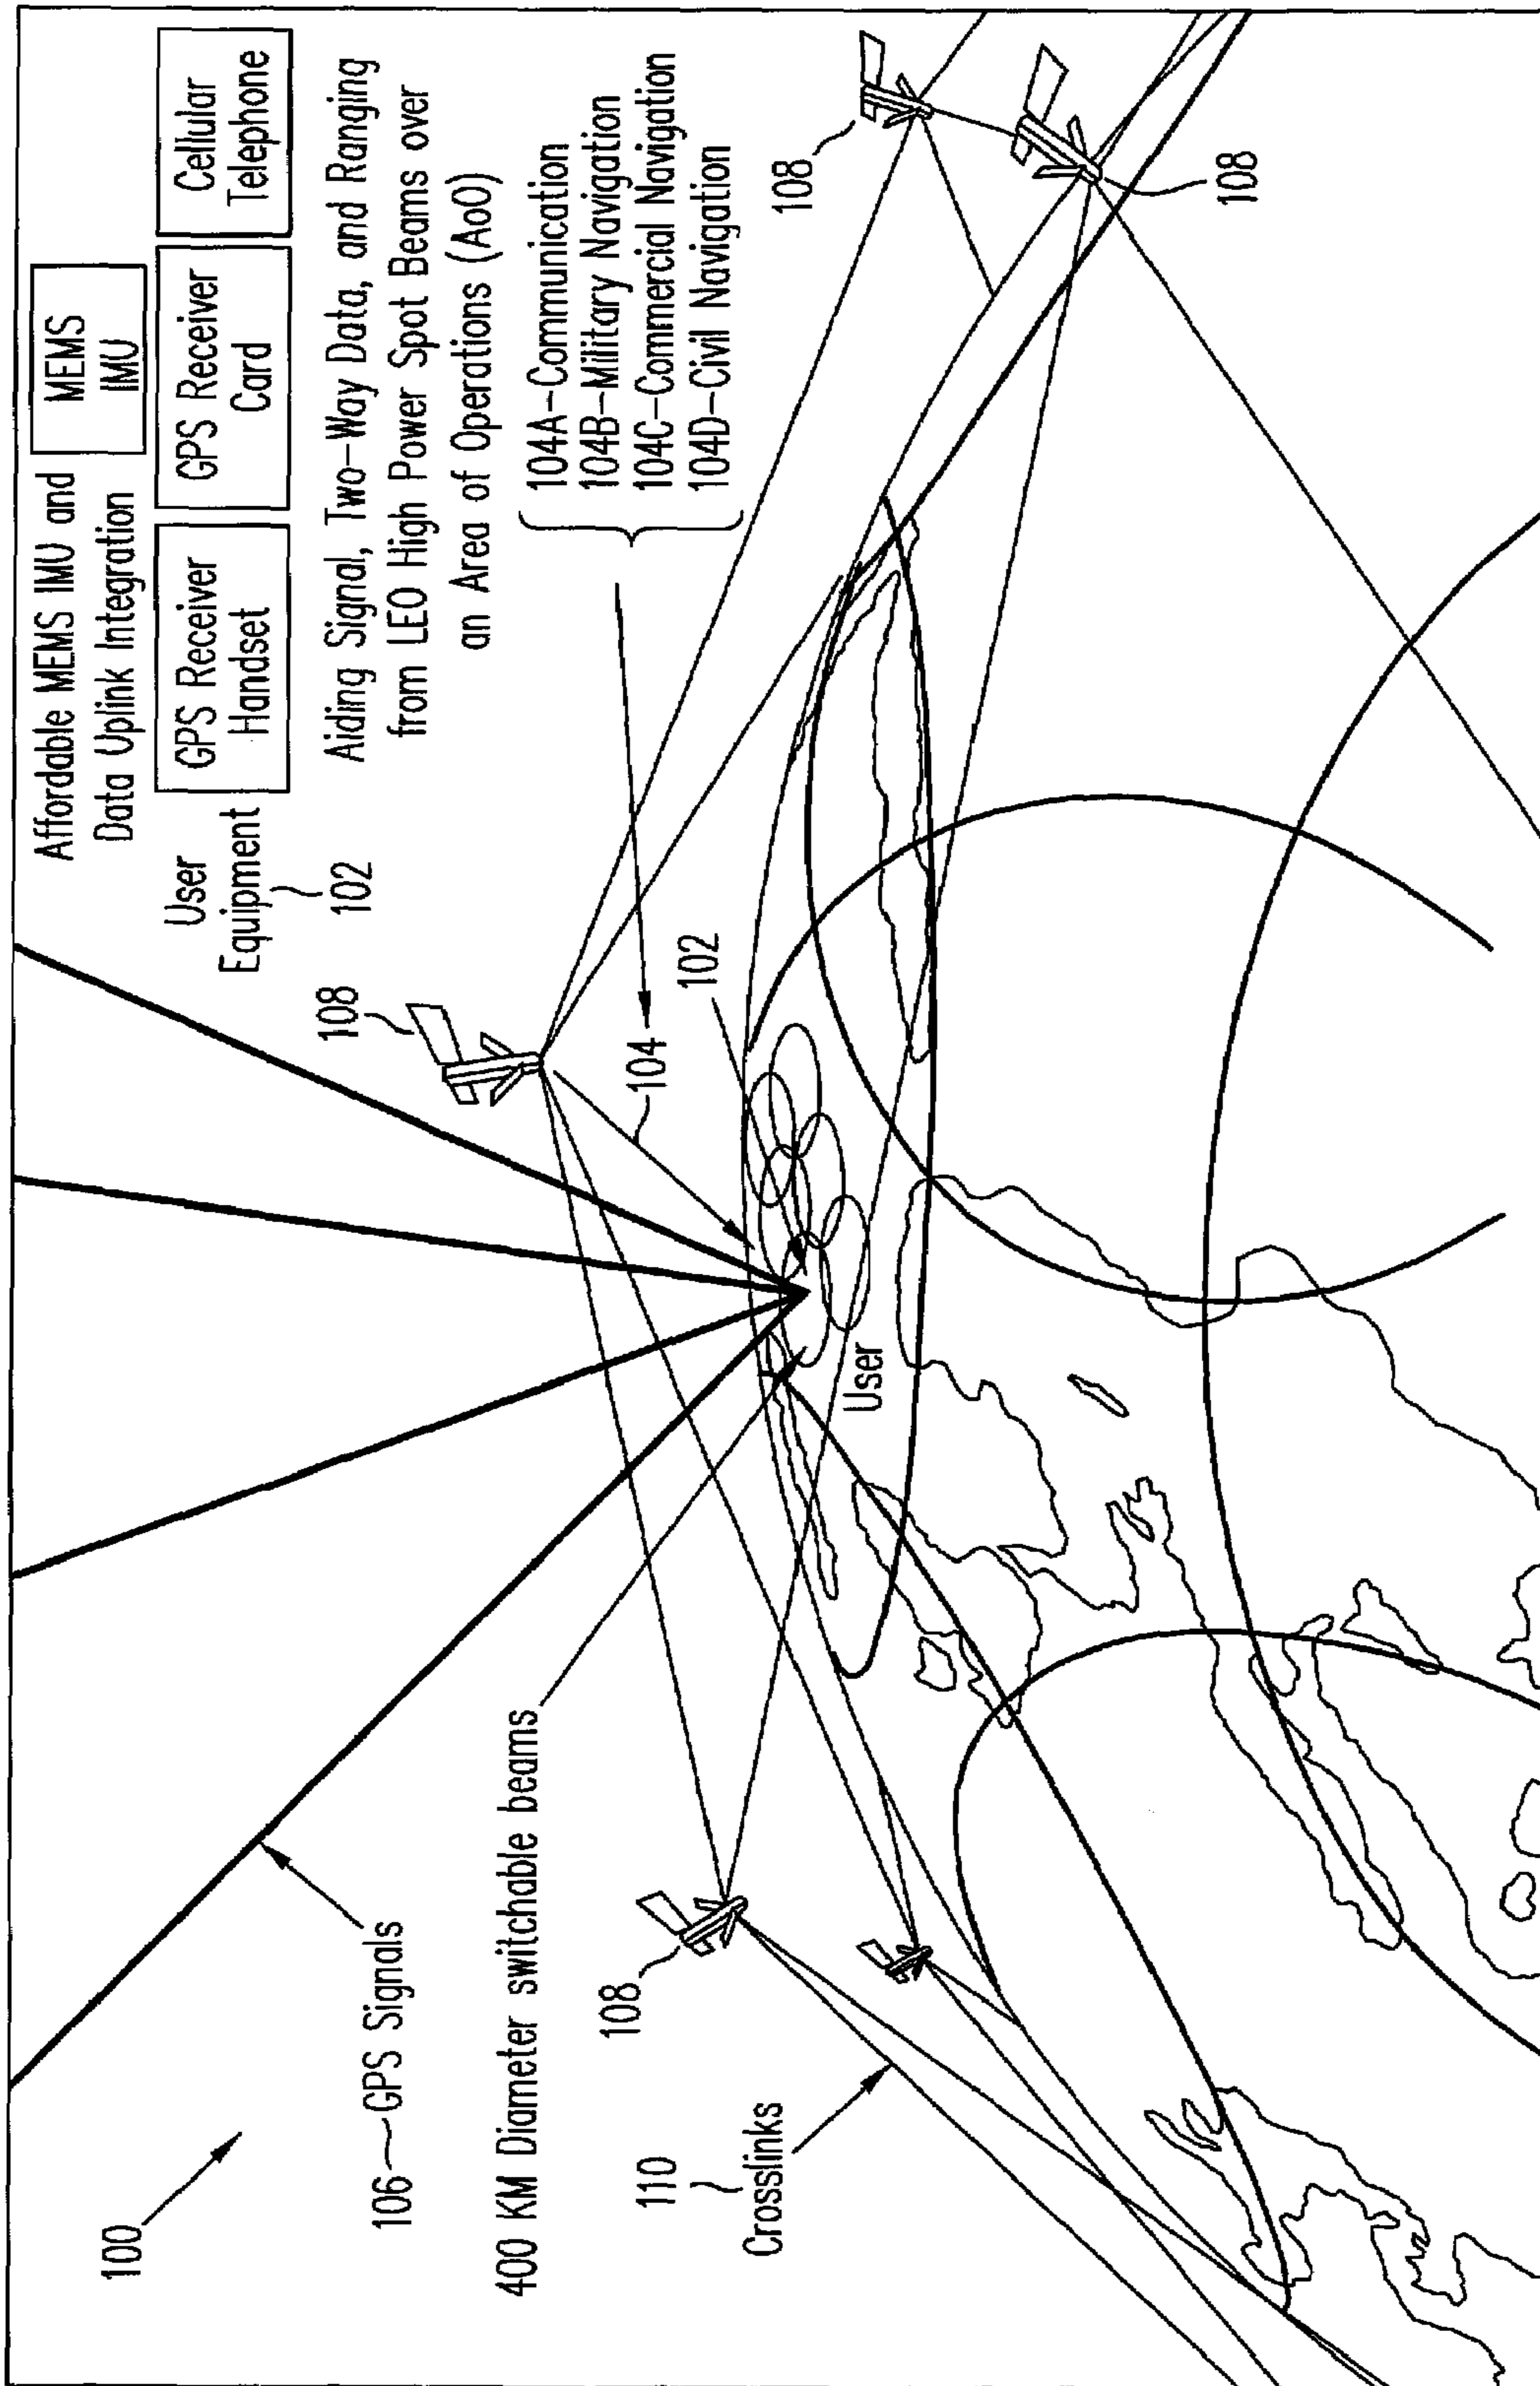 100
106
GPS Signals
400 KM Diameter switchable beams
110
Crosslinks
108
108
User
Equipment
102
Affordable MEMS IMU and
Data Uplink Integration
MEMS
IMU
GPS Receiver
Handset
GPS Receiver
Card
Cellular
Telephone
Aiding Signal, Two-Way Data, and Ranging
from LEO High Power Spot Beams over
an Area of Operations (AoO)
104A-Communication
104B-Military Navigation
104C-Commercial Navigation
104D-Civil Navigation
104
102
User
108
108